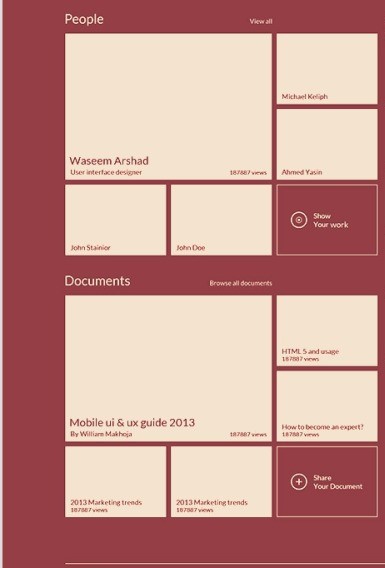 People
View all
Michael Keliph
Waseem Arshad
User interface designer
187887 views
Ahmed Yasin
John Stainior
John Doe
Show
Your work
Documents
Browse all documents
HTML 5 and usage
187887 views
Mobile ui & ux guide 2013
By William Makhoja
187887 views
How to become an expert?
187887 views
2013 Marketing trends
187887 views
2013 Marketing trends
187887 views
Share
Your Document